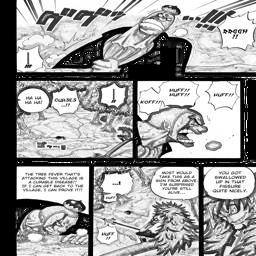 RRRGH
!!
!!
YOU GOT
SWALLOWED
UP IN THAT
FISSURE
QUITE NICELY.
MOST WOULD
TAKE THIS AS A
SIGN FROM ABOVE.
I'M SURPRISED
YOU'RE STILL
ALIVE...
THE TREE FEVER THAT'S
ATTACKING THIS VILLAGE IS
A CURABLE DISEASE!!
IF I CAN GET BACK TO THE
VILLAGE, I CAN PROVE IT!!
HUFF!!
HUFF!!
HUFF!!
KOFF!!
CURSES
...!!
HA HA
HA HA!